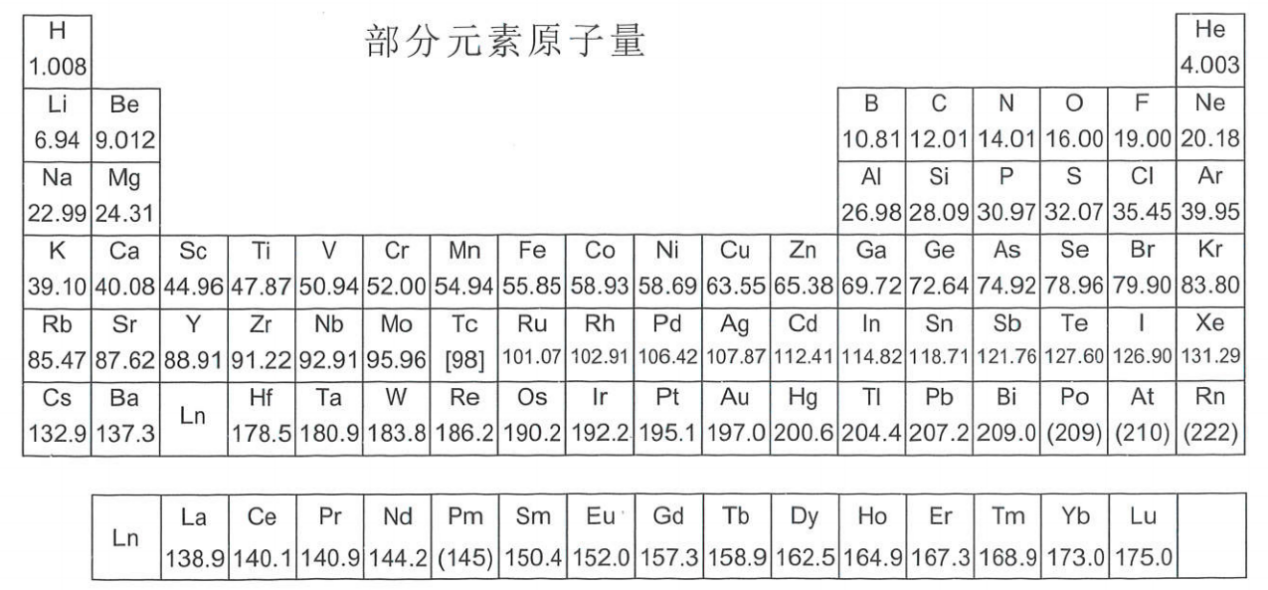 部分元素原子量
H He
1.008 4.003
Li Be B C N O F Ne
6.94 9.012 10.81 12.01 14.01 16.00 19.00 20.18
Na Mg Al Si P S Cl Ar
22.99 24.31 26.98 28.09 30.97 32.07 35.45 39.95
K Ca Sc Ti V Cr Mn Fe Co Ni Cu Zn Ga Ge As Se Br Kr
39.10 40.08 44.96 47.87 50.94 52.00 54.94 55.85 58.93 58.69 63.55 65.38 69.72 72.64 74.92 78.96 79.90 83.80
Rb Sr Y Zr Nb Mo Tc Ru Rh Pd Ag Cd In Sn Sb Te I Xe
85.47 87.62 88.91 91.22 92.91 95.96 [98] 101.07 102.91 106.42 107.87 112.41 114.82 118.71 121.76 127.60 126.90 131.29
Cs Ba Ln Hf Ta W Re Os Ir Pt Au Hg Tl Pb Bi Po At Rn
132.9 137.3 178.5 180.9 183.8 186.2 190.2 192.2 195.1 197.0 200.6 204.4 207.2 209.0 (209) (210) (222)
Ln La Ce Pr Nd Pm Sm Eu Gd Tb Dy Ho Er Tm Yb Lu
138.9 140.1 140.9 144.2 (145) 150.4 152.0 157.3 158.9 162.5 164.9 167.3 168.9 173.0 175.0